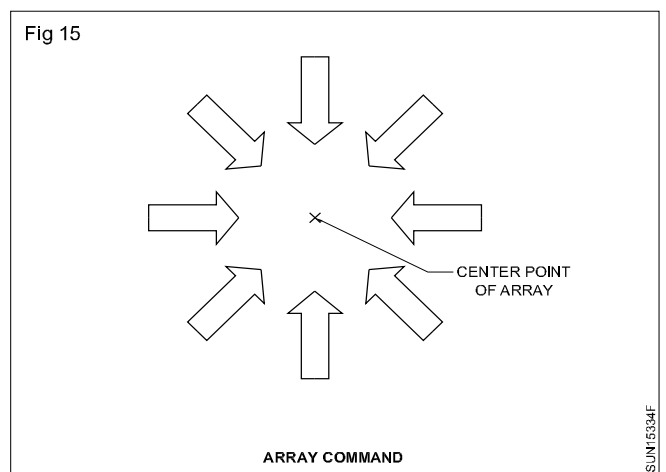 Fig 15
CENTER POINT
OF ARRAY
ARRAY COMMAND
SUN15334F